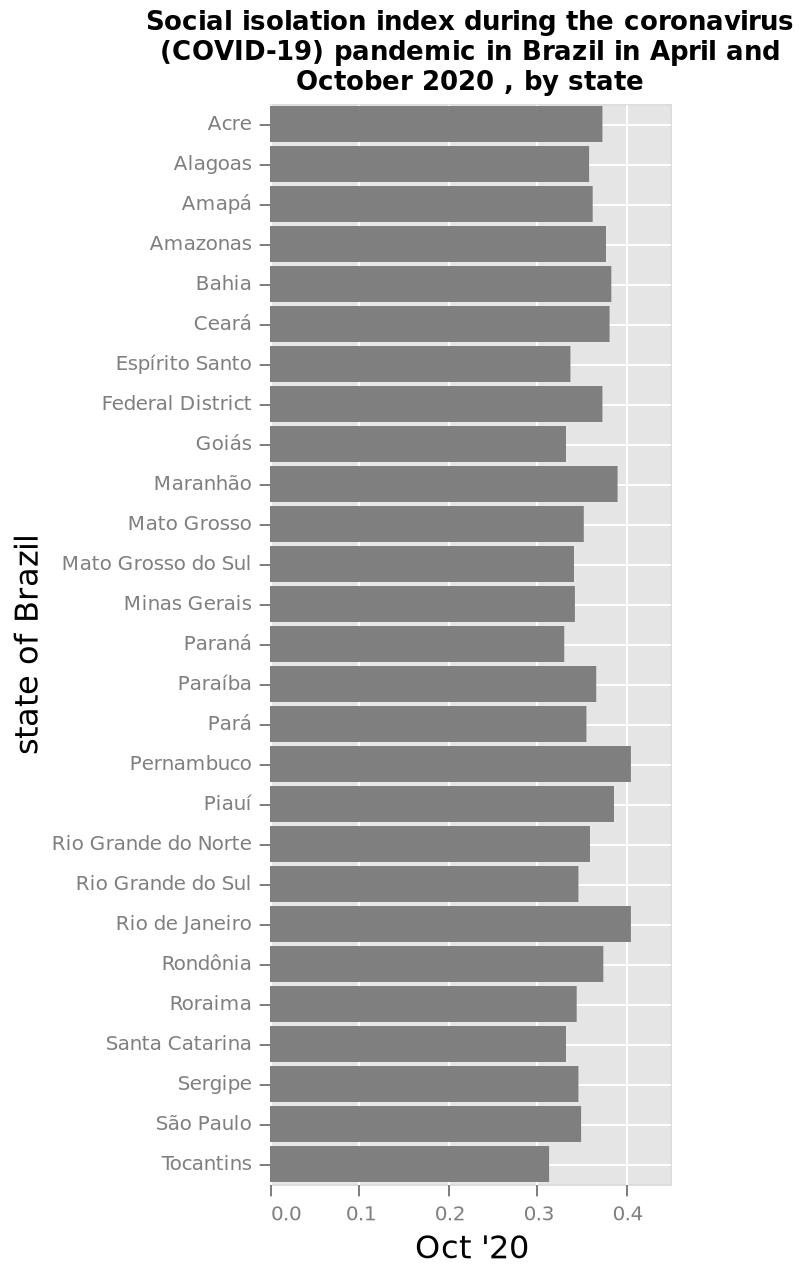 Social isolation index during the coronavirus
(COVID-19) pandemic in Brazil in April and
October 2020 , by state
Acre
Alagoas
Amapá
Amazonas
Bahia
Ceará
Espírito Santo
Federal District
Goiás
Maranhão
Mato Grosso
Mato Grosso do Sul
Minas Gerais
Paraná
Paraíba
Pará
Pernambuco
Piauí
Rio Grande do Norte
Rio Grande do Sul
Rio de Janeiro
Rondônia
Roraima
Santa Catarina
Sergipe
São Paulo
Tocantins
state of Brazil
0.0 0.1 0.2 0.3 0.4
Oct '20